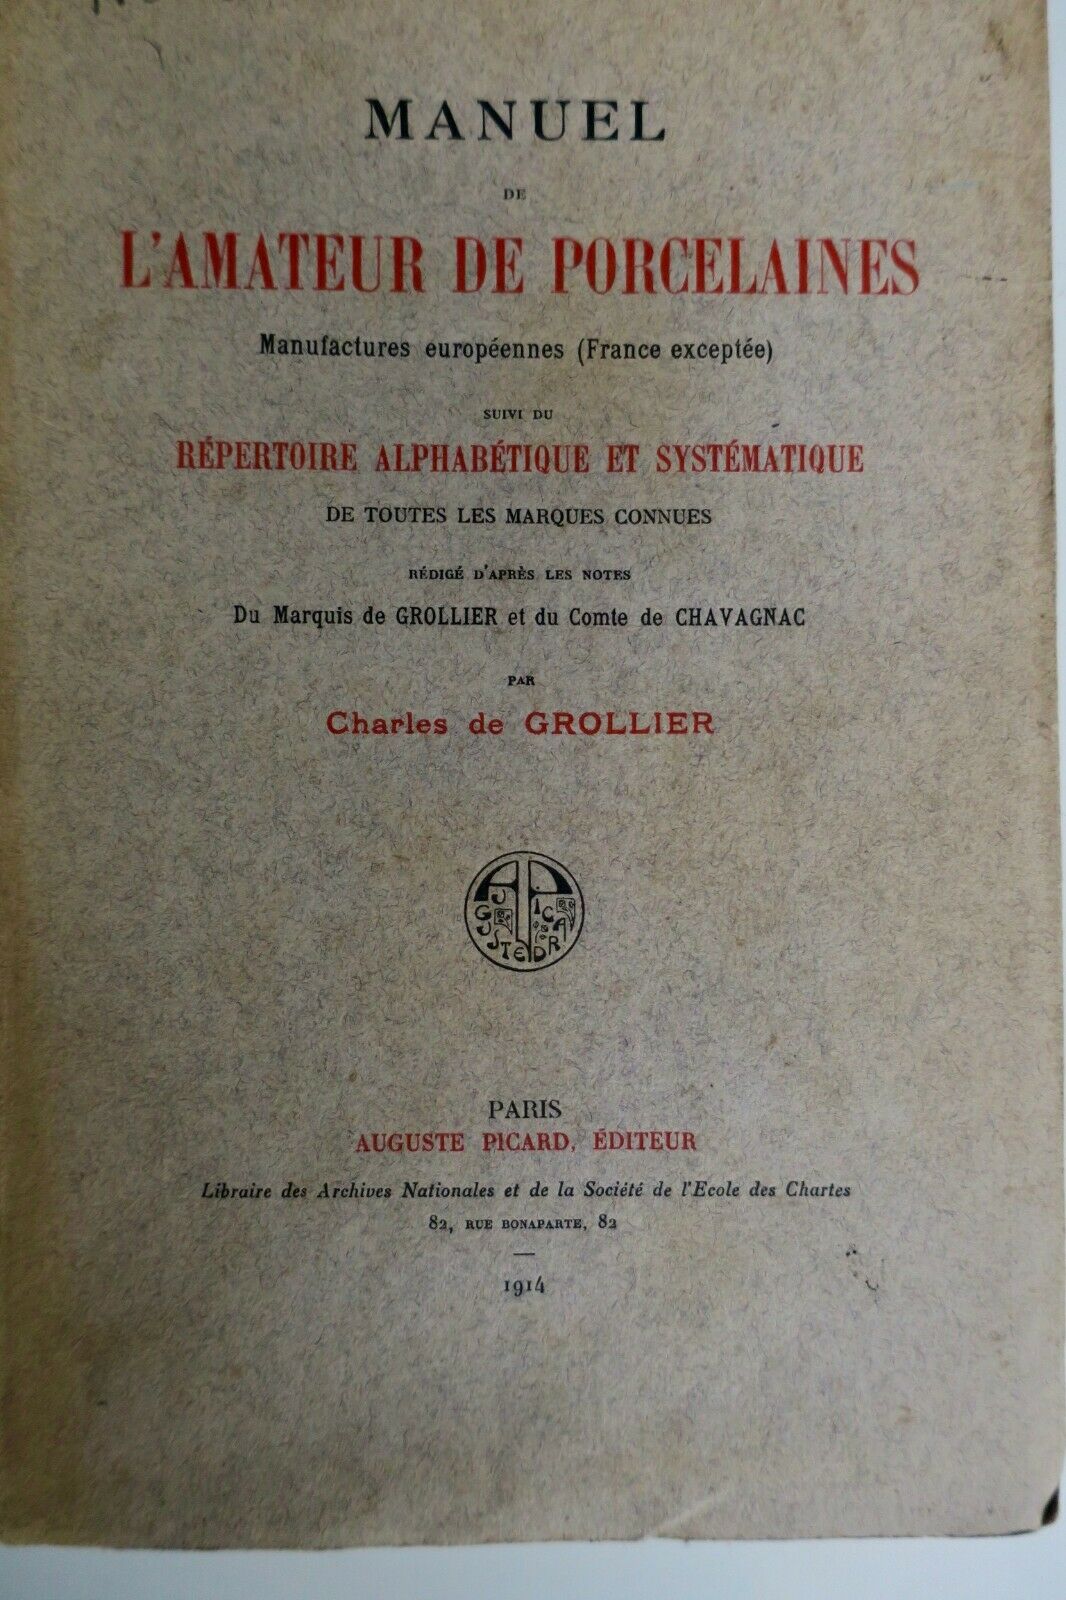 MANUEL
DE
L'AMATEUR DE PORCELAINES
Manufactures européennes (France exceptée)
SUIVI DU
RÉPERTOIRE ALPHABÉTIQUE ET SYSTÉMATIQUE
DE TOUTES LES MARQUES CONNUES
RÉDIGÉ D'APRÈS LES NOTES
Du Marquis de GROLLIER et du Comte de CHAVAGNAC
PAR
Charles de GROLLIER
AUGUSTE PICARD
PARIS
AUGUSTE PICARD, ÉDITEUR
Libraire des Archives Nationales et de la Société de l'Ecole des Chartes
82, RUE BONAPARTE, 82
1914